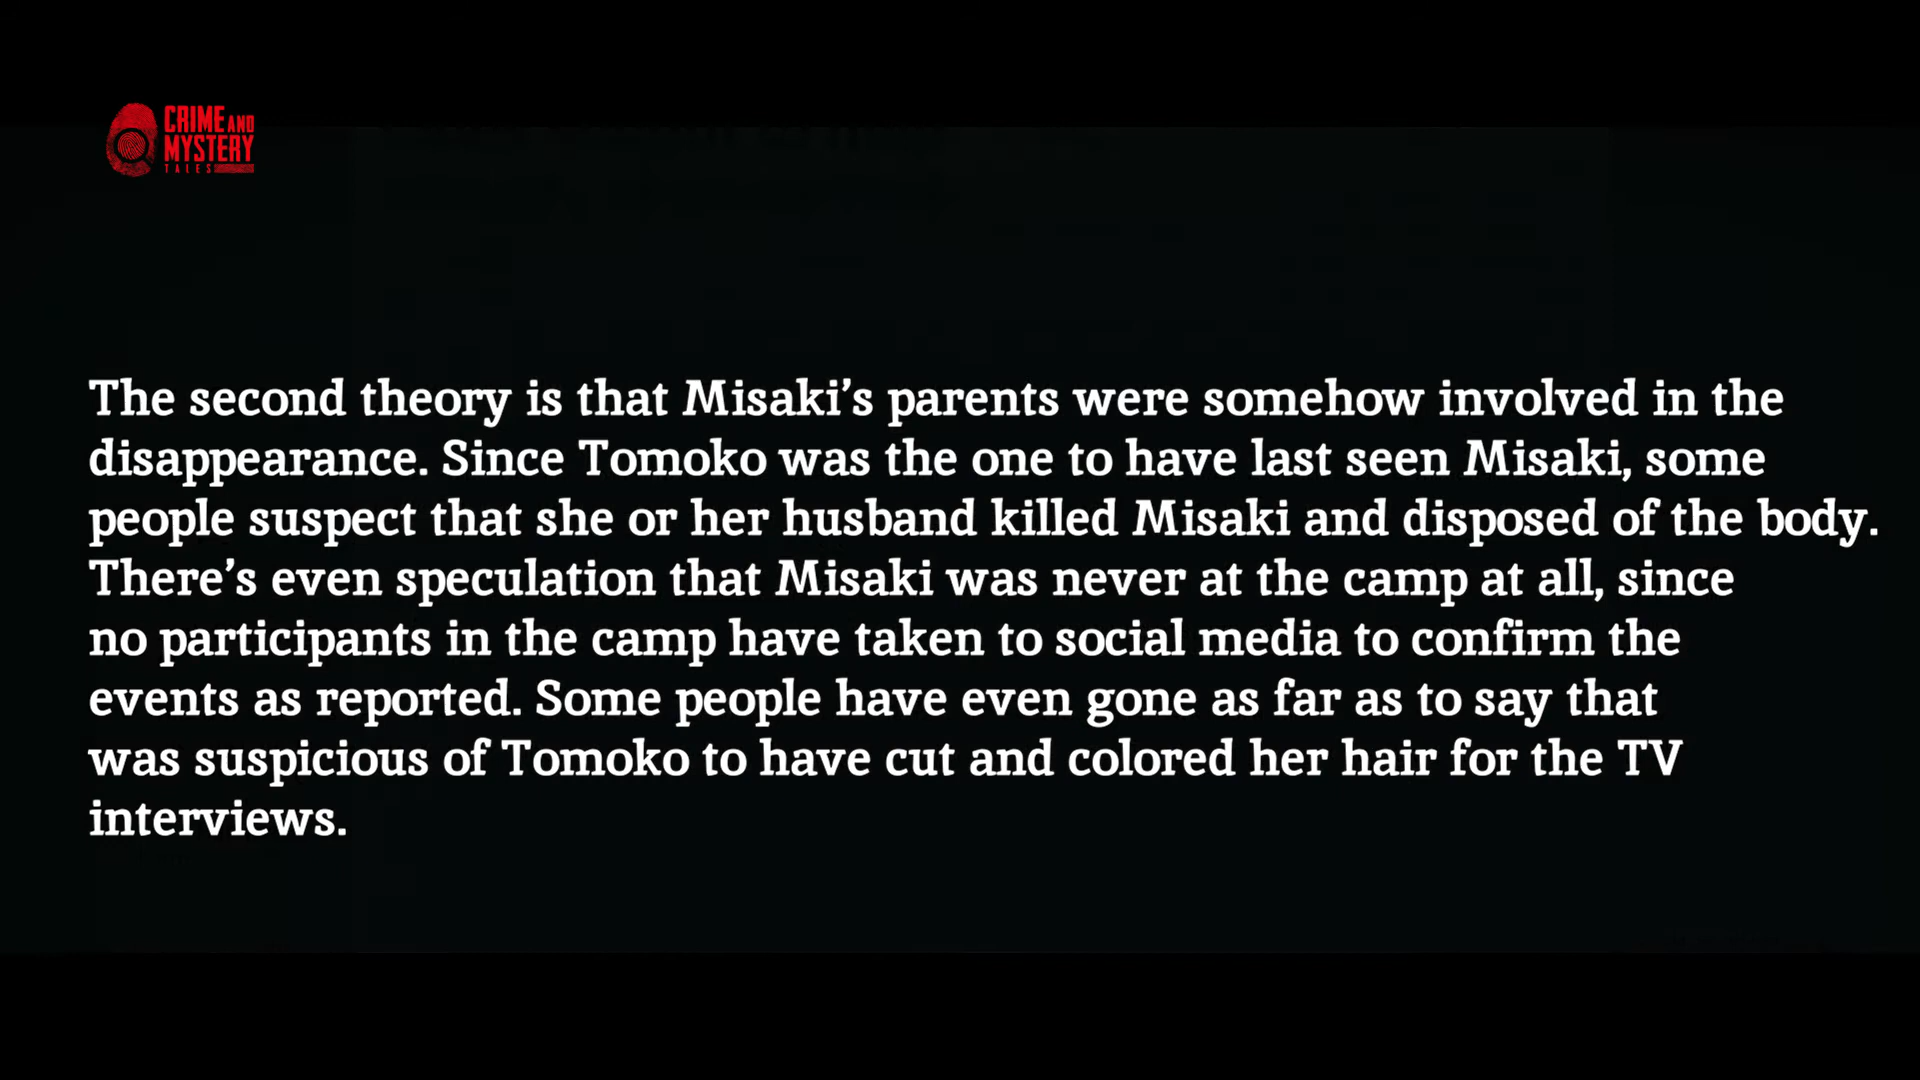 CRIME AND
MYSTERY
TALES
The second theory is that Misaki’s parents were somehow involved in the
disappearance. Since Tomoko was the one to have last seen Misaki, some
people suspect that she or her husband killed Misaki and disposed of the body.
There’s even speculation that Misaki was never at the camp at all, since
no participants in the camp have taken to social media to confirm the
events as reported. Some people have even gone as far as to say that
was suspicious of Tomoko to have cut and colored her hair for the TV
interviews.